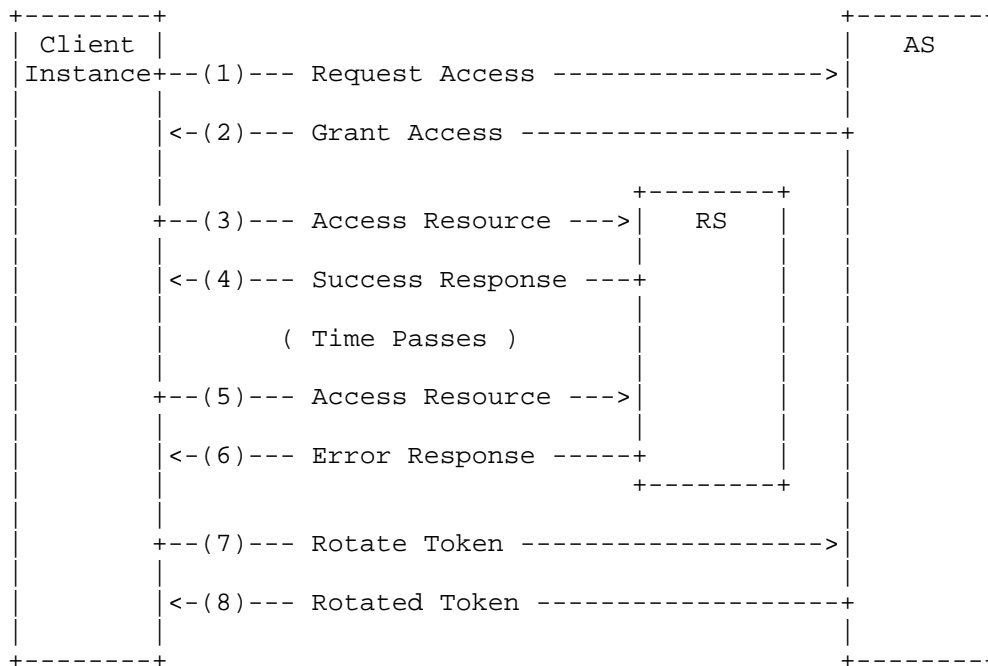 Client AS
Instance (1) Request Access
(2) Grant Access
(3) Access Resource RS
(4) Success Response
( Time Passes )
(5) Access Resource
(6) Error Response
(7) Rotate Token
(8) Rotated Token